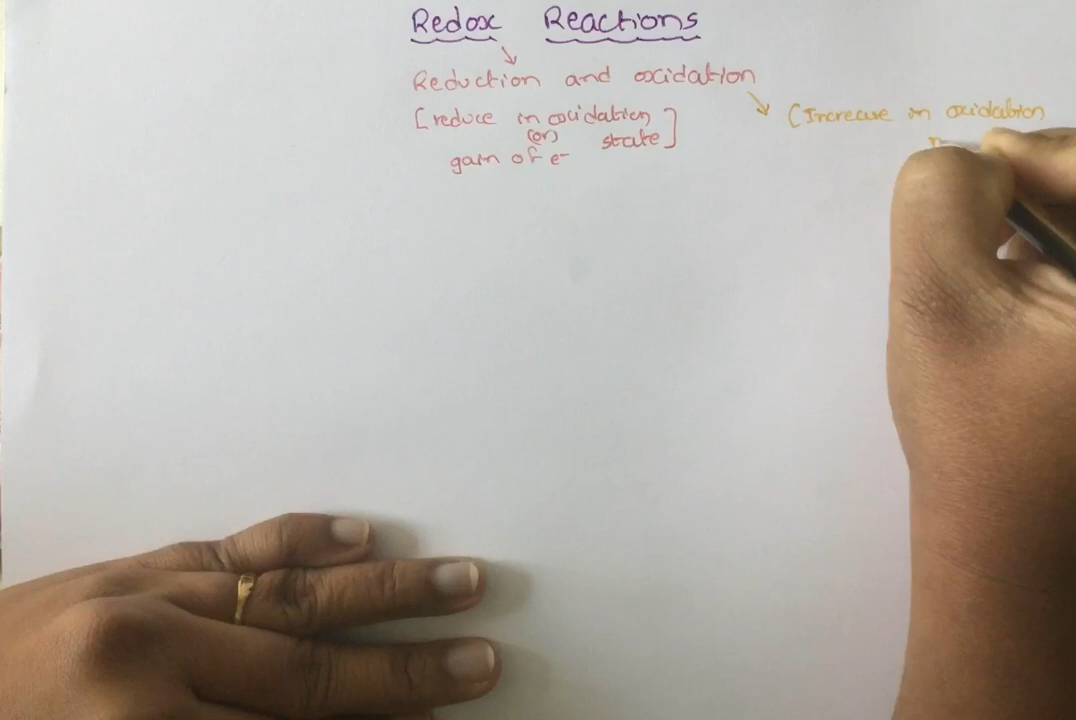 Redox Reactions
Reduction and oxidation
[reduce in oxidation
(or) state]
gain of e-
(Increase in oxidation